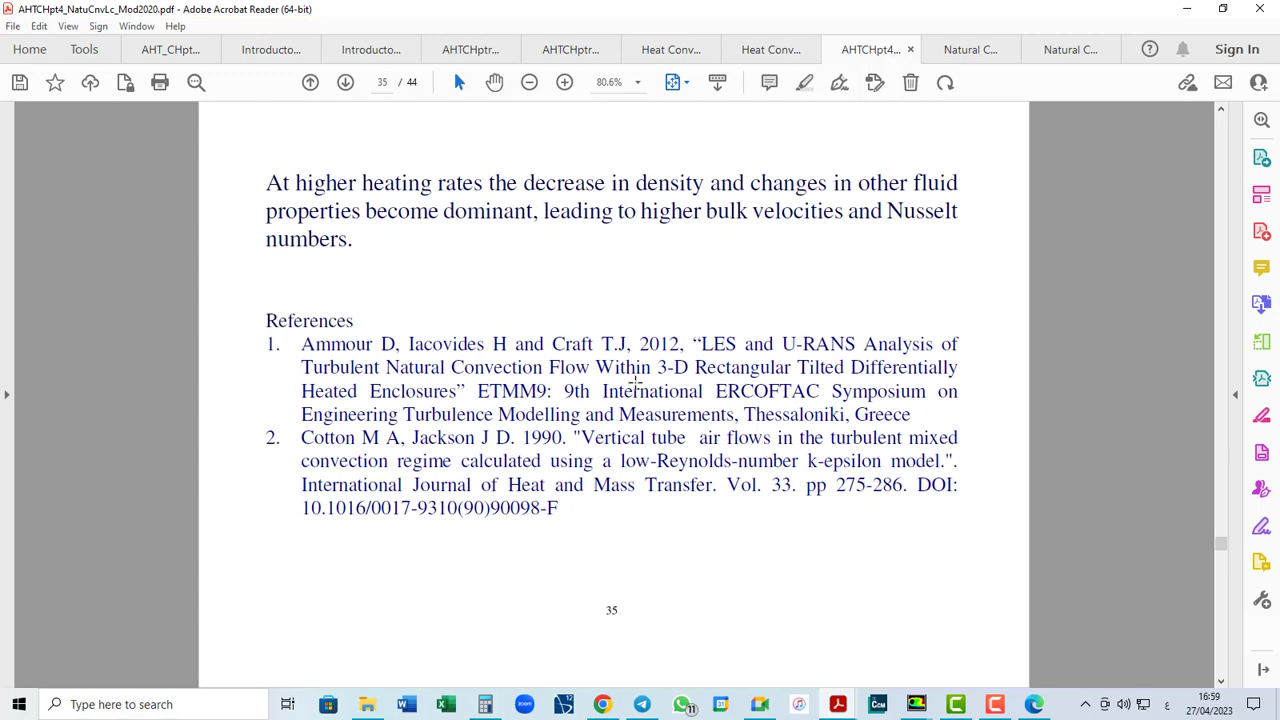 AHTCHpt4_NatuCnvLc_Mod2020.pdf - Adobe Acrobat Reader (64-bit)
File Edit View Sign Window Help
Home Tools AHT_CHpt... Introducto... Introducto... AHTCHptr... AHTCHptr... Heat Conv... Heat Conv... AHTCHpt4... × Natural C... Natural C... Sign In
35 / 44 80.6%
At higher heating rates the decrease in density and changes in other fluid
properties become dominant, leading to higher bulk velocities and Nusselt
numbers.
References
1. Ammour D, Iacovides H and Craft T.J, 2012, “LES and U-RANS Analysis of
Turbulent Natural Convection Flow Within 3-D Rectangular Tilted Differentially
Heated Enclosures” ETMM9: 9th International ERCOFTAC Symposium on
Engineering Turbulence Modelling and Measurements, Thessaloniki, Greece
2. Cotton M A, Jackson J D. 1990. "Vertical tube air flows in the turbulent mixed
convection regime calculated using a low-Reynolds-number k-epsilon model.".
International Journal of Heat and Mass Transfer. Vol. 33. pp 275-286. DOI:
10.1016/0017-9310(90)90098-F
35
Type here to search
zoom
11
31
CCM
ع
16:59
27/04/2023